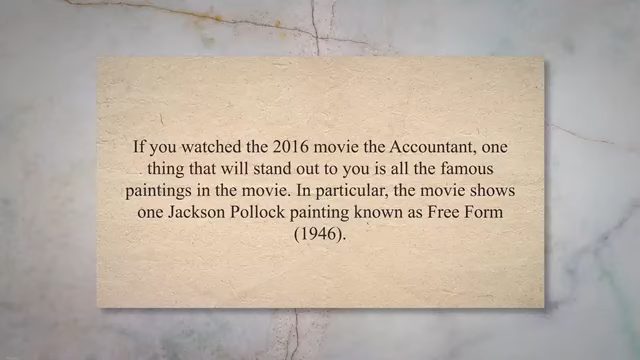 If you watched the 2016 movie the Accountant, one
thing that will stand out to you is all the famous
paintings in the movie. In particular, the movie shows
one Jackson Pollock painting known as Free Form
(1946).